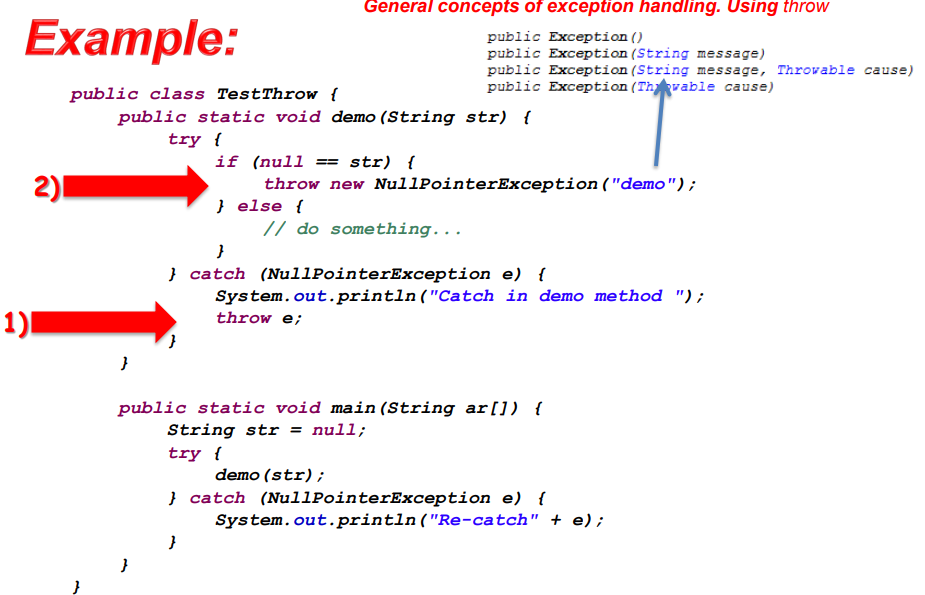 General concepts of exception handling. Using throw
Example:
public Exception()
public Exception(String message)
public Exception(String message, Throwable cause)
public Exception(Throwable cause)
public class TestThrow {
public static void demo(String str) {
try {
if (null == str) {
2)
throw new NullPointerException("demo");
} else {
// do something...
}
} catch (NullPointerException e) {
System.out.println("Catch in demo method ");
1)
throw e;
}
}
public static void main(String ar[]) {
String str = null;
try {
demo(str);
} catch (NullPointerException e) {
System.out.println("Re-catch" + e);
}
}
}